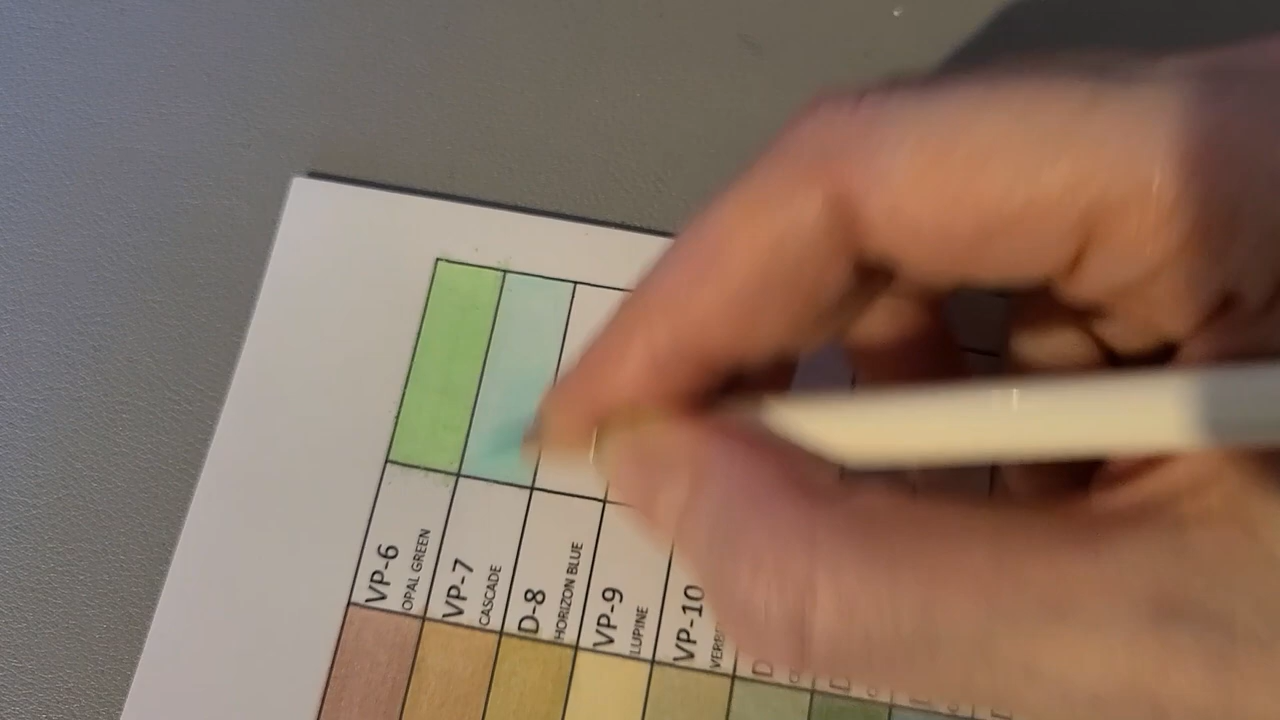 VP-6
OPAL GREEN
VP-7
CASCADE
D-8
HORIZON BLUE
VP-9
LUPINE
VP-10